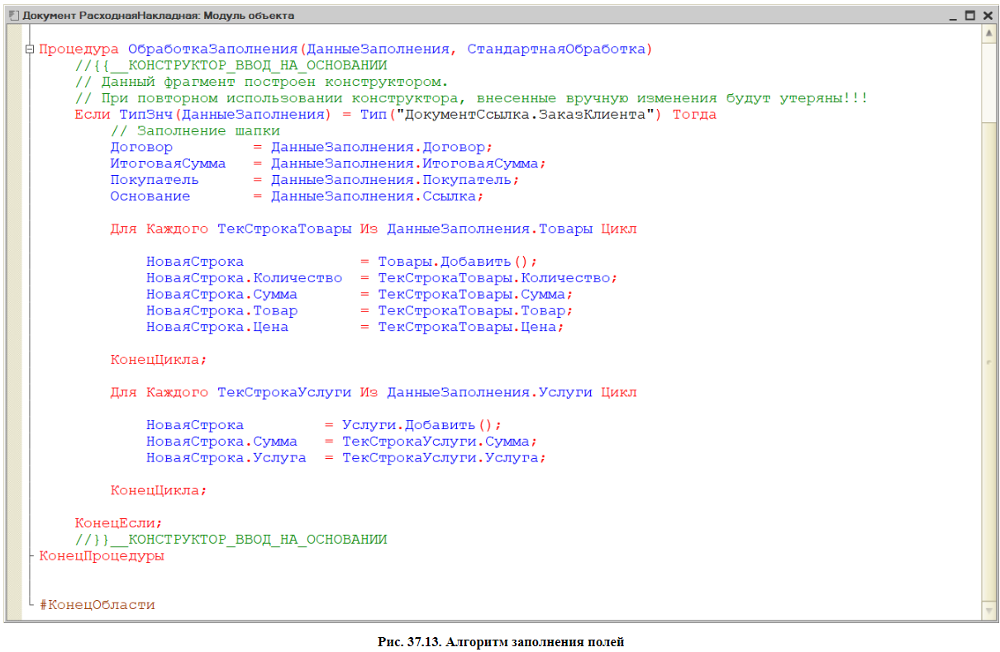 Документ РасходнаяНакладная: Модуль объекта
Процедура ОбработкаЗаполнения(ДанныеЗаполнения, СтандартнаяОбработка)
//{{__КОНСТРУКТОР_ВВОД_НА_ОСНОВАНИИ
// Данный фрагмент построен конструктором.
// При повторном использовании конструктора, внесенные вручную изменения будут утеряны!!!
Если ТипЗнч(ДанныеЗаполнения) = Тип("ДокументСсылка.ЗаказКлиента") Тогда
// Заполнение шапки
Договор = ДанныеЗаполнения.Договор;
ИтоговаяСумма = ДанныеЗаполнения.ИтоговаяСумма;
Покупатель = ДанныеЗаполнения.Покупатель;
Основание = ДанныеЗаполнения.Ссылка;
Для Каждого ТекСтрокаТовары Из ДанныеЗаполнения.Товары Цикл
НоваяСтрока = Товары.Добавить();
НоваяСтрока.Количество = ТекСтрокаТовары.Количество;
НоваяСтрока.Сумма = ТекСтрокаТовары.Сумма;
НоваяСтрока.Товар = ТекСтрокаТовары.Товар;
НоваяСтрока.Цена = ТекСтрокаТовары.Цена;
КонецЦикла;
Для Каждого ТекСтрокаУслуги Из ДанныеЗаполнения.Услуги Цикл
НоваяСтрока = Услуги.Добавить();
НоваяСтрока.Сумма = ТекСтрокаУслуги.Сумма;
НоваяСтрока.Услуга = ТекСтрокаУслуги.Услуга;
КонецЦикла;
КонецЕсли;
//}}__КОНСТРУКТОР_ВВОД_НА_ОСНОВАНИИ
КонецПроцедуры
#КонецОбласти
Рис. 37.13. Алгоритм заполнения полей